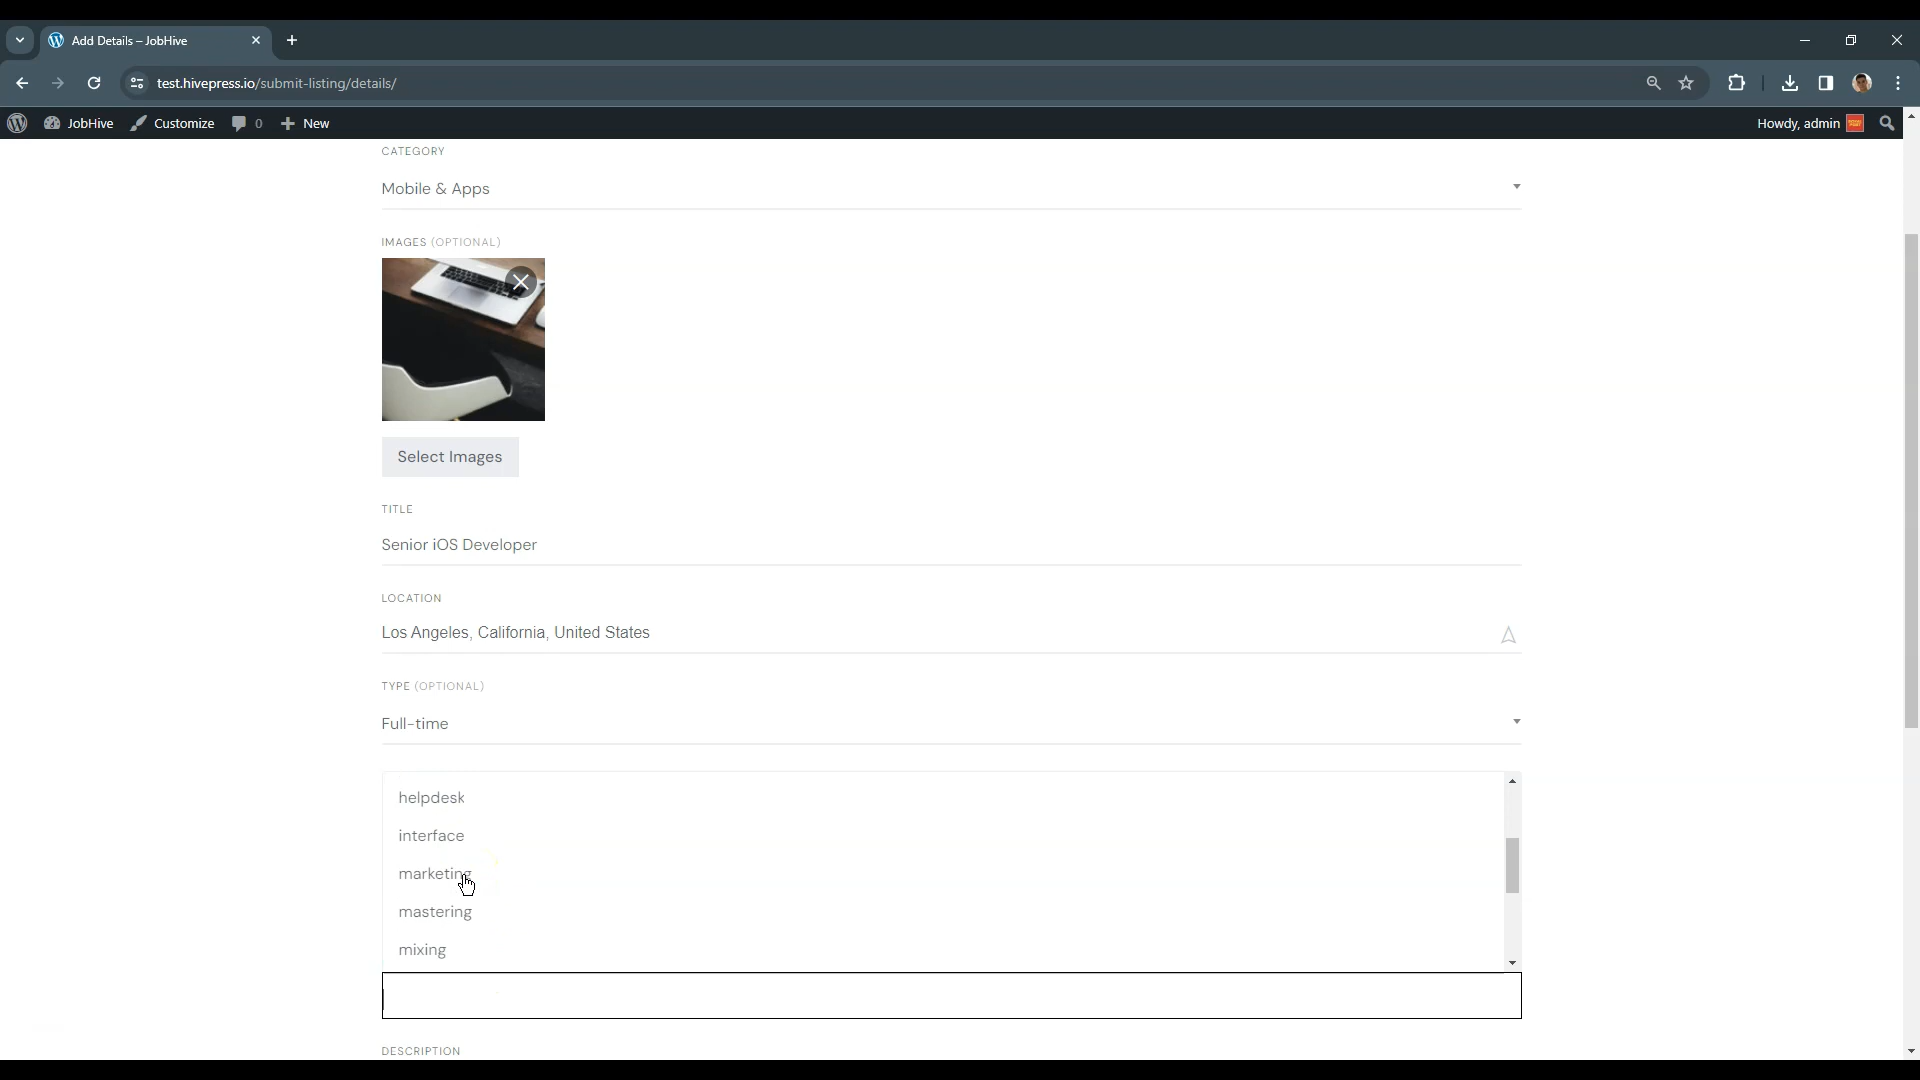 Add Details – JobHive
test.hivepress.io/submit-listing/details/
JobHive Customize 0 New Howdy, admin
CATEGORY
Mobile & Apps
IMAGES (OPTIONAL)
Select Images
TITLE
Senior iOS Developer
LOCATION
Los Angeles, California, United States
TYPE (OPTIONAL)
Full-time
helpdesk
interface
marketing
mastering
mixing
DESCRIPTION